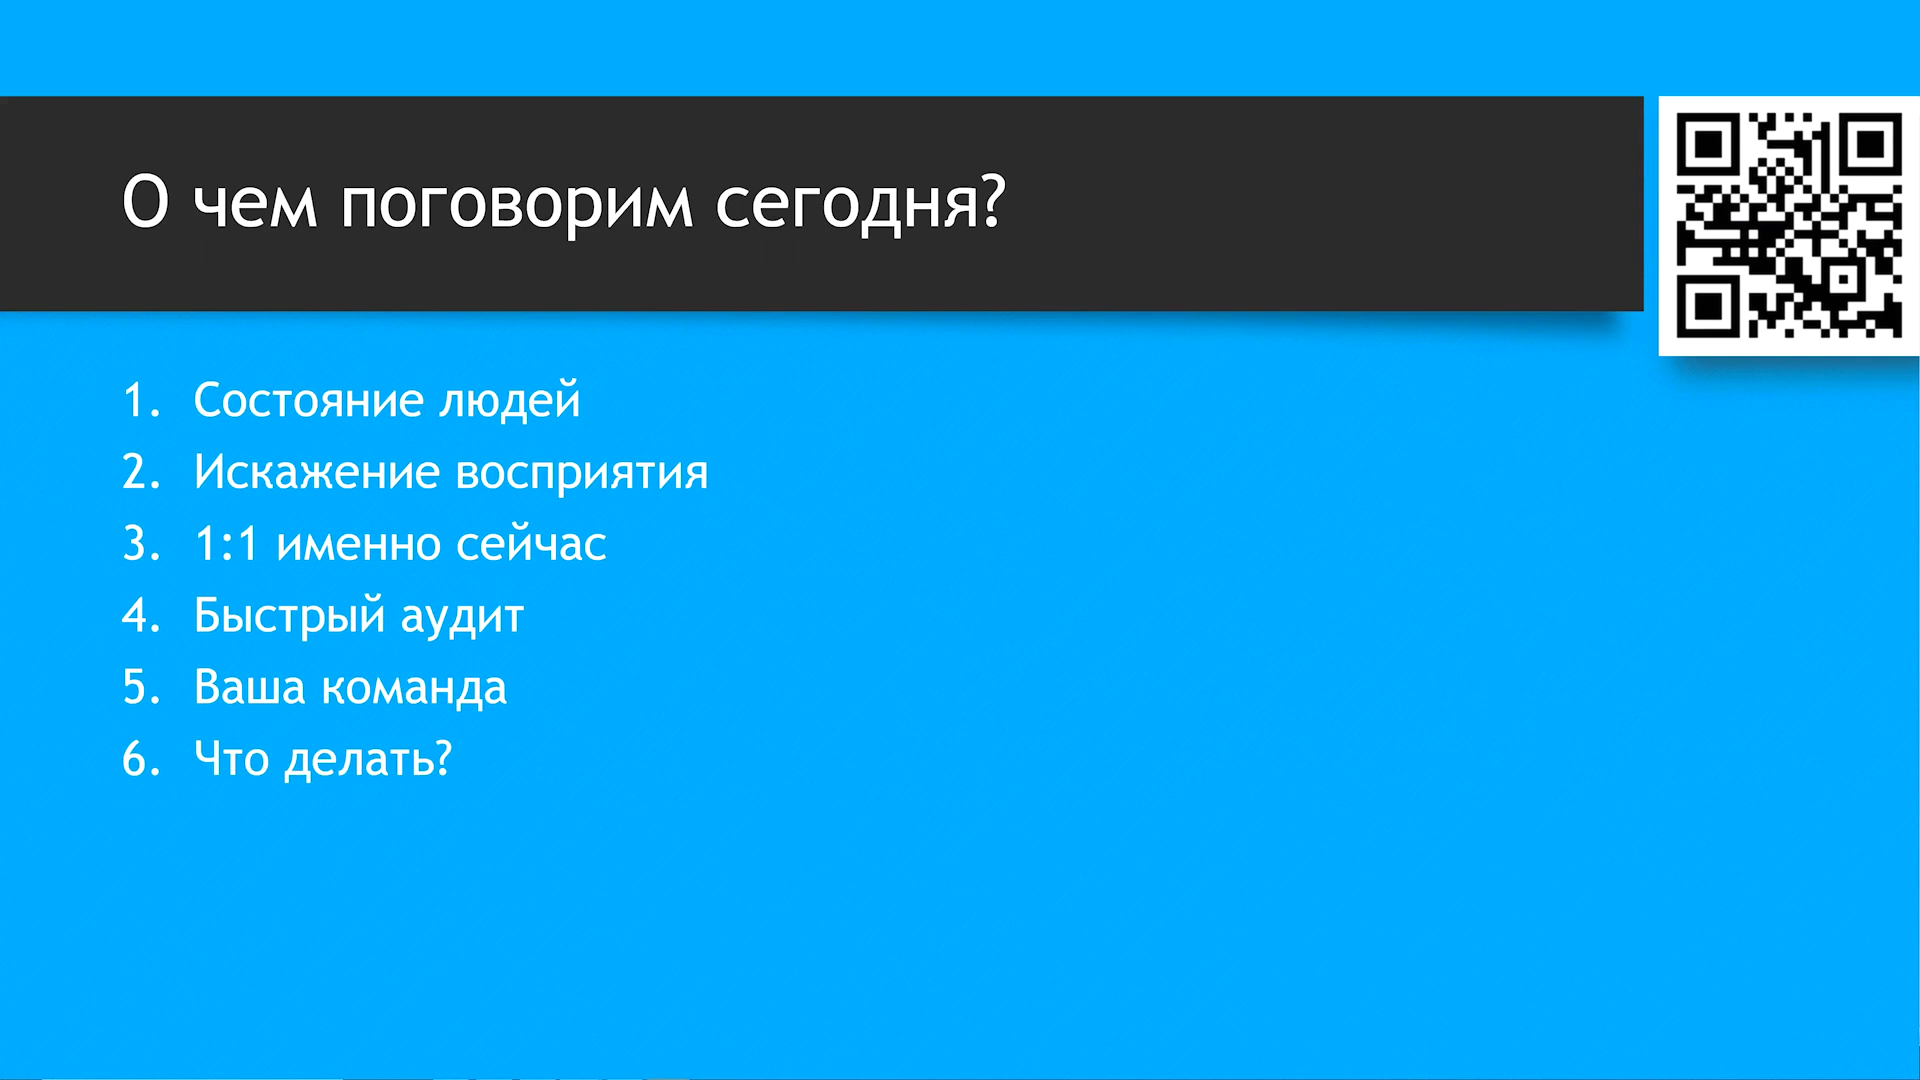 О чем поговорим сегодня?
1. Состояние людей
2. Искажение восприятия
3. 1:1 именно сейчас
4. Быстрый аудит
5. Ваша команда
6. Что делать?